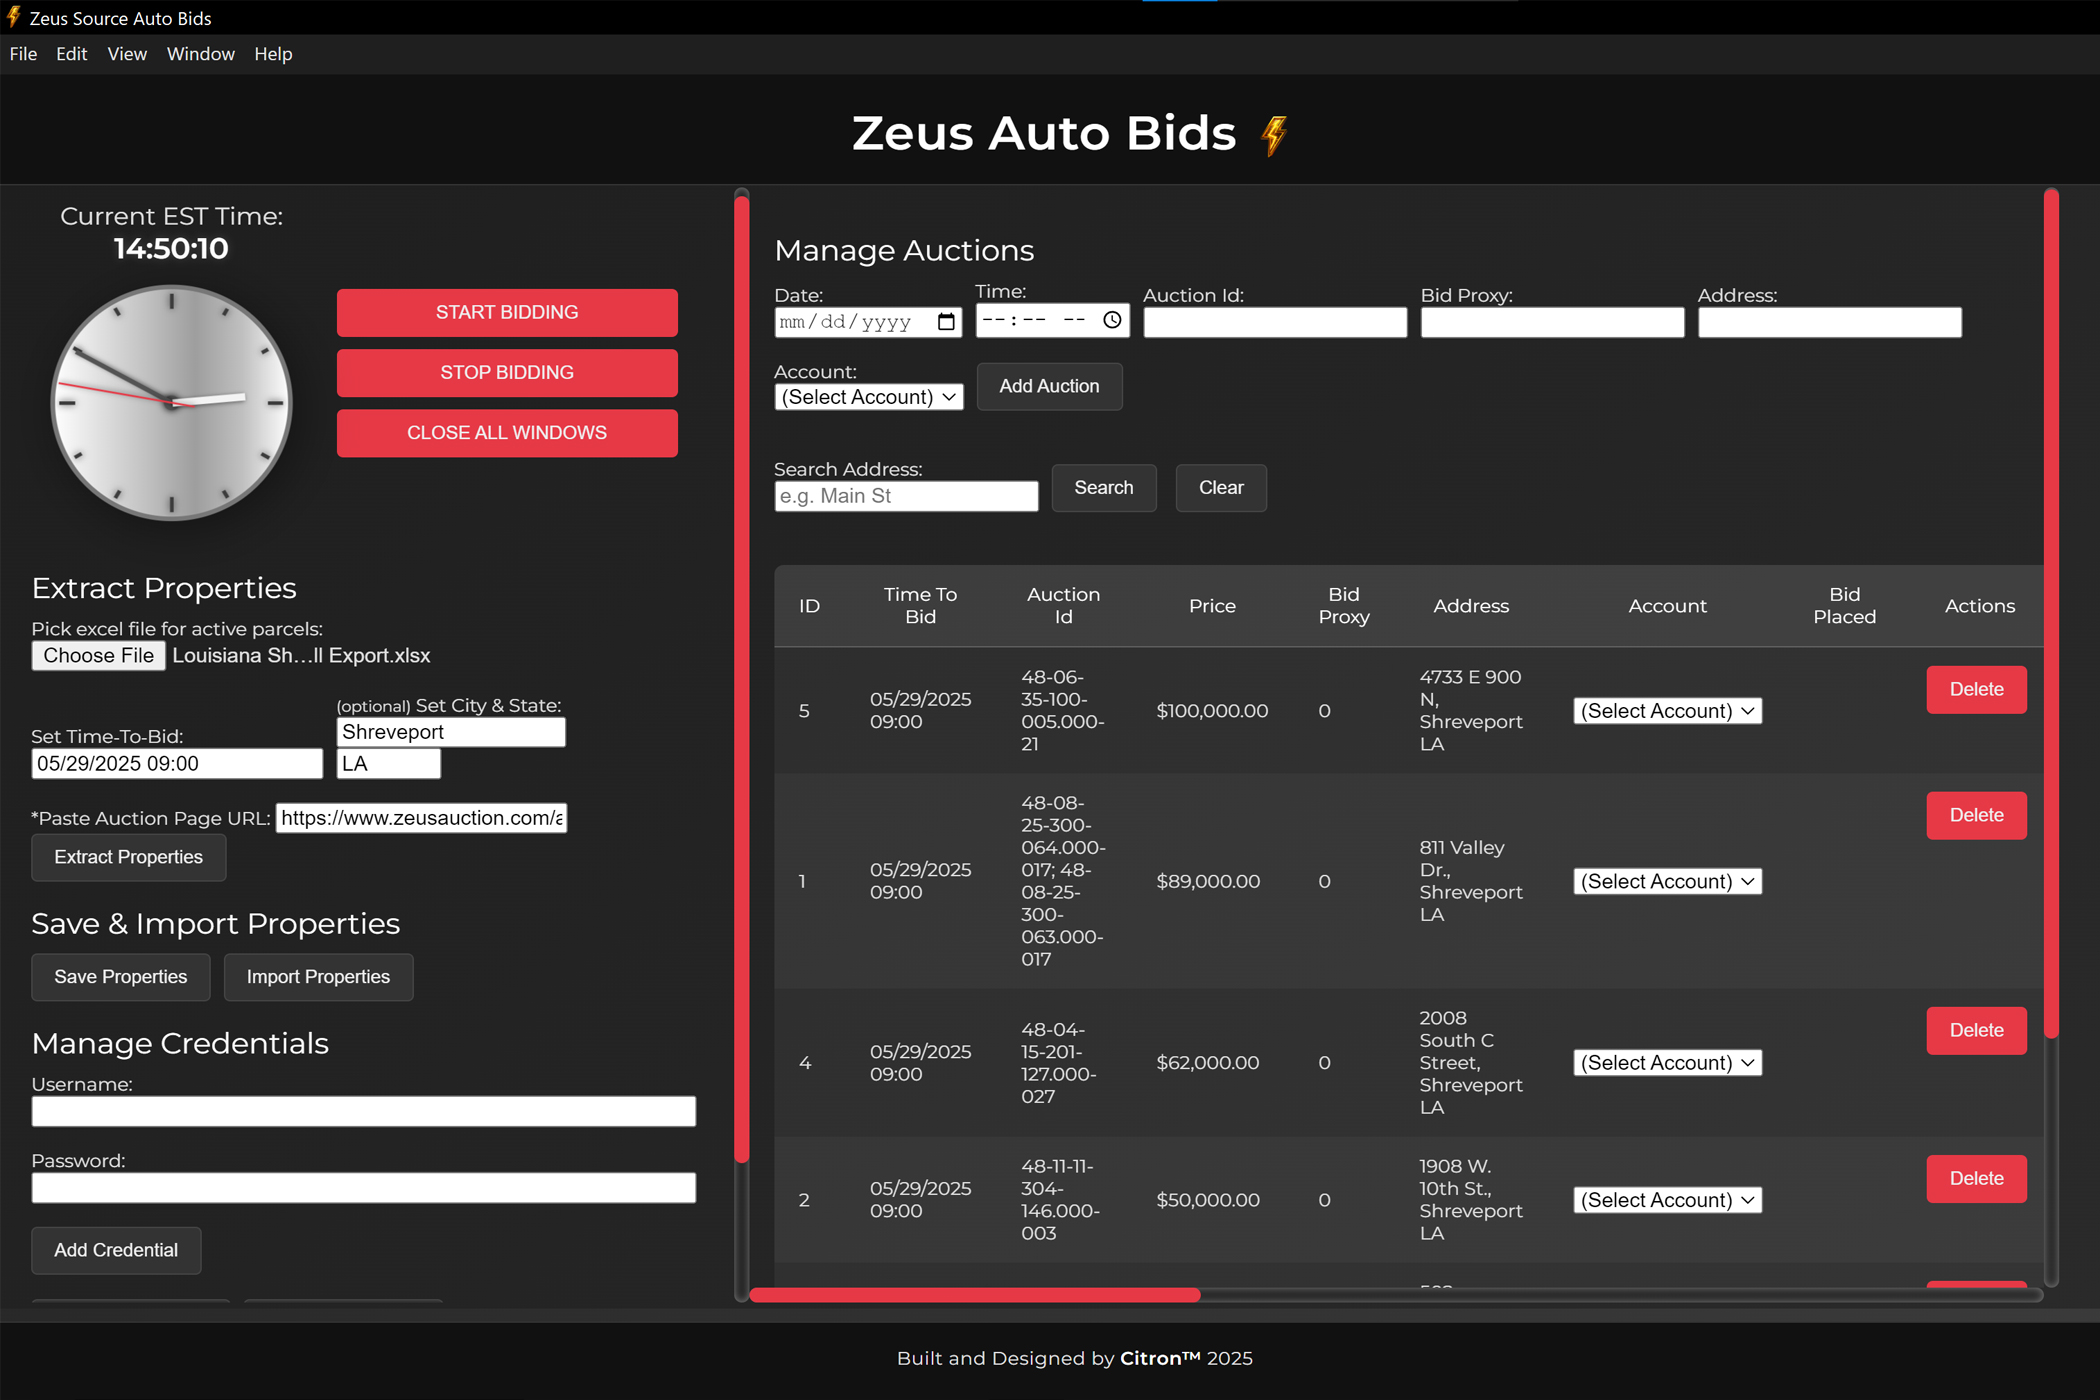 Zeus Source Auto Bids
File Edit View Window Help
Zeus Auto Bids
Current EST Time:
14:50:10
START BIDDING
STOP BIDDING
CLOSE ALL WINDOWS
Extract Properties
Pick excel file for active parcels:
Choose File Louisiana Sh...ll Export.xlsx
(optional) Set City & State:
Shreveport
Set Time-To-Bid:
05/29/2025 09:00
LA
*Paste Auction Page URL: https://www.zeusauction.com/a
Extract Properties
Save & Import Properties
Save Properties Import Properties
Manage Credentials
Username:
Password:
Add Credential
Manage Auctions
Date: Time: Auction Id: Bid Proxy: Address:
mm/dd/yyyy --:-- --
Account:
(Select Account) Add Auction
Search Address:
e.g. Main St Search Clear
ID Time To Bid Auction Id Price Bid Proxy Address Account Bid Placed Actions
5 05/29/2025 09:00 48-06-35-100-005.000-21 $100,000.00 0 4733 E 900 N, Shreveport LA (Select Account) Delete
1 05/29/2025 09:00 48-08-25-300-064.000-017; 48-08-25-300-063.000-017 $89,000.00 0 811 Valley Dr., Shreveport LA (Select Account) Delete
4 05/29/2025 09:00 48-04-15-201-127.000-027 $62,000.00 0 2008 South C Street, Shreveport LA (Select Account) Delete
2 05/29/2025 09:00 48-11-11-304-146.000-003 $50,000.00 0 1908 W. 10th St., Shreveport LA (Select Account) Delete
Built and Designed by Citron™ 2025